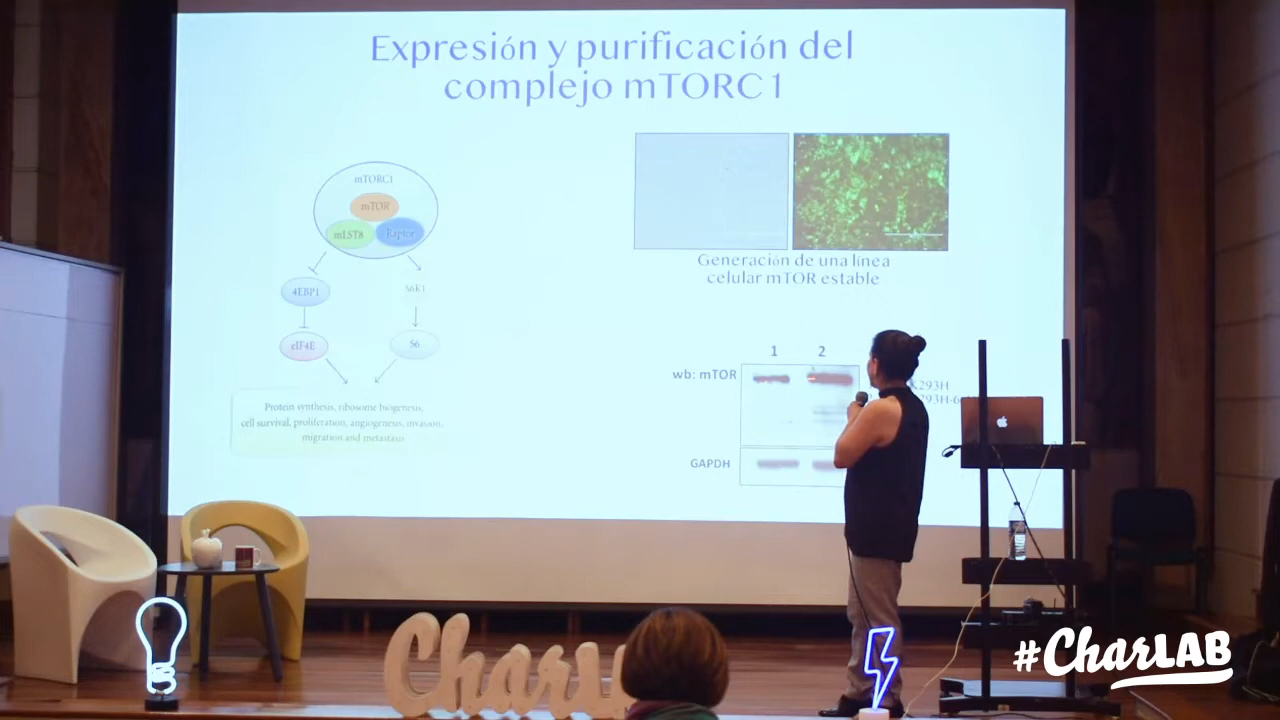 Expresión y purificación del
complejo mTORC1
mTORC1
mTOR
mLST8
Raptor
4EBP1
S6K1
eIF4E
S6
Protein synthesis, ribosome biogenesis,
cell survival, proliferation, angiogenesis, invasion,
migration and metastasis
Generación de una línea
celular mTOR estable
1 2
wb: mTOR
K293H
GAPDH
Charl
#CharLAB